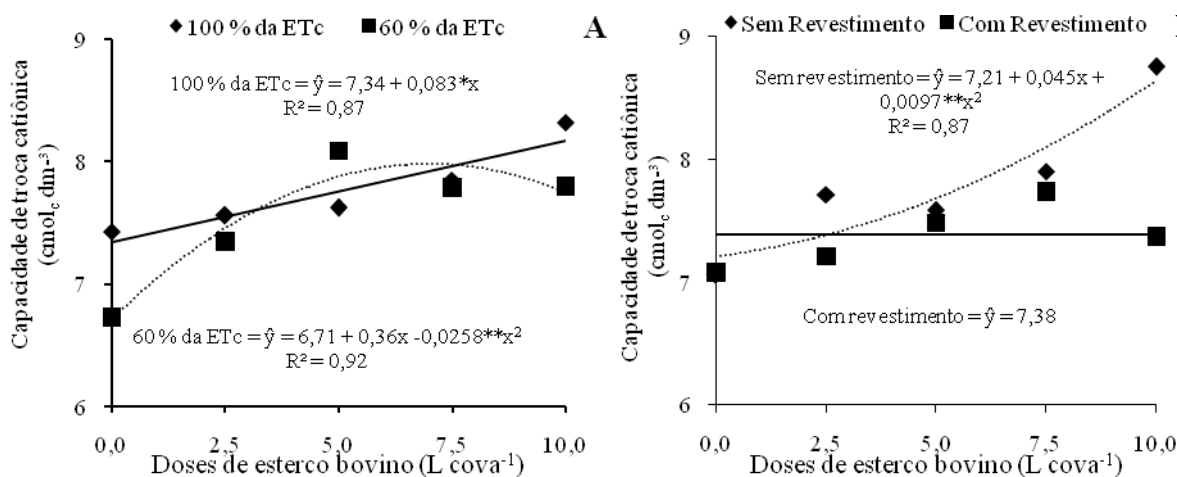 100 % da ETc 60 % da ETc A
Capacidade de troca catiônica
(cmolc dm-³)
9
8
7
6
100 % da ETc = ŷ = 7,34 + 0,083*x
R² = 0,87
60 % da ETc = ŷ = 6,71 + 0,36x -0,0258**x²
R² = 0,92
0,0 2,5 5,0 7,5 10,0
Doses de esterco bovino (L cova-1)
Sem Revestimento Com Revestimento
Capacidade de troca catiônica
(cmolc dm-³)
9
8
7
6
Sem revestimento = ŷ = 7,21 + 0,045x +
0,0097**x²
R² = 0,87
Com revestimento = ŷ = 7,38
0,0 2,5 5,0 7,5 10,0
Doses de esterco bovino (L cova-1)